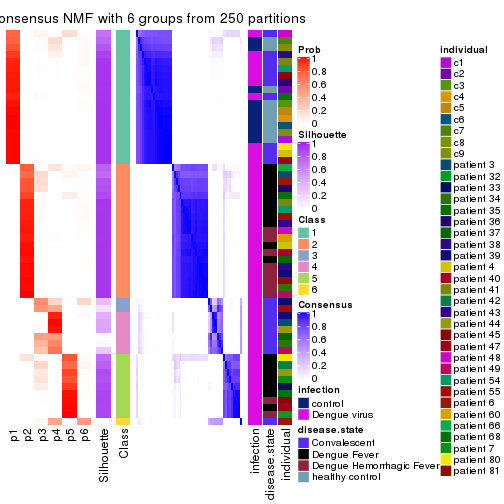 onsensus NMF with 6 groups from 250 partitions
p1
p2
p3
p4
p5
p6
Silhouette
Class
infection
disease.state
individual
Prob
1
0.8
0.6
0.4
0.2
0
Silhouette
1
0.8
0.6
0.4
0.2
0
Class
1
2
3
4
5
6
Consensus
1
0.8
0.6
0.4
0.2
0
infection
control
Dengue virus
disease.state
Convalescent
Dengue Fever
Dengue Hemorrhagic Fever
healthy control
individual
c1
c2
c3
c4
c5
c6
c7
c8
c9
patient 3
patient 32
patient 33
patient 34
patient 35
patient 36
patient 37
patient 38
patient 39
patient 4
patient 40
patient 41
patient 42
patient 43
patient 44
patient 45
patient 47
patient 48
patient 49
patient 54
patient 55
patient 6
patient 60
patient 66
patient 68
patient 7
patient 80
patient 81